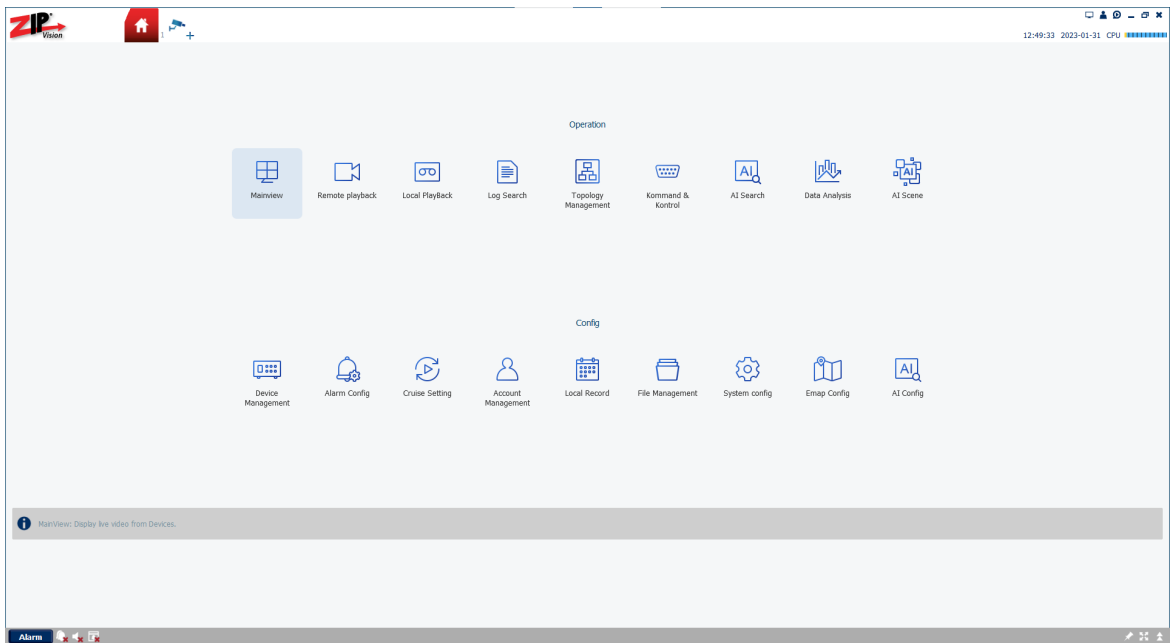 ZIP
Vision
1
12:49:33 2023-01-31 CPU
Operation
Mainview
Remote playback
Local PlayBack
Log Search
Topology
Management
Kommand &
Kontrol
AI Search
Data Analysis
AI Scene
Config
Device
Management
Alarm Config
Cruise Setting
Account
Management
Local Record
File Management
System config
Emap Config
AI Config
MainView: Display live video from Devices.
Alarm